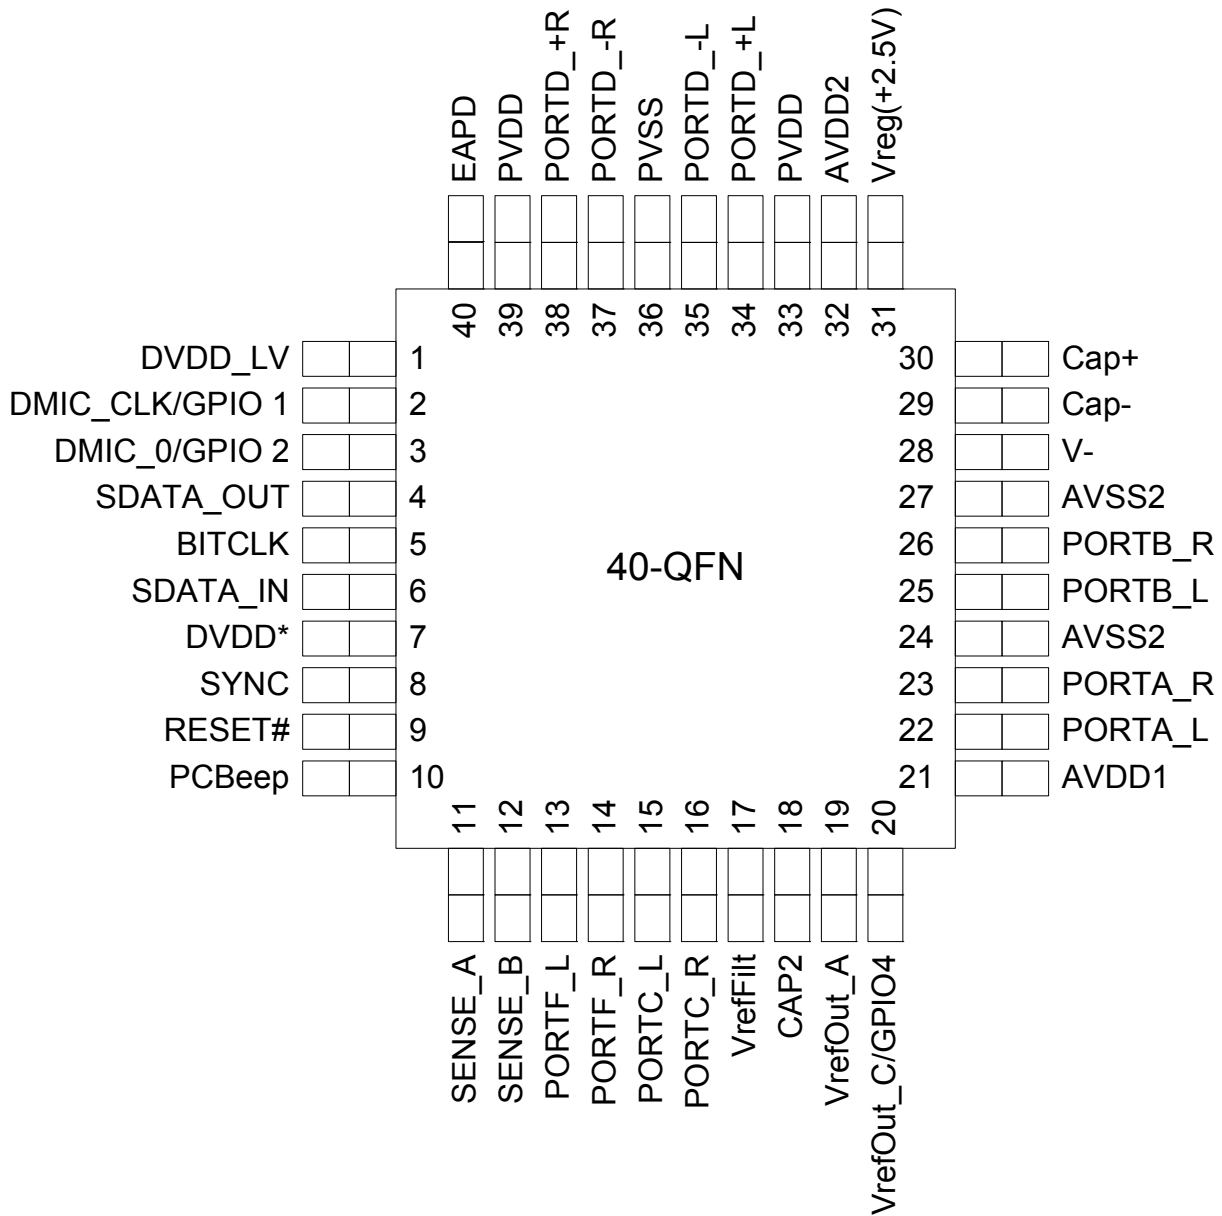 EAPD
PVDD
PORTD_+R
PORTD_-R
PVSS
PORTD_-L
PORTD_+L
PVDD
AVDD2
Vreg(+2.5V)
40
39
38
37
36
35
34
33
32
31
DVDD_LV 1
DMIC_CLK/GPIO 1 2
DMIC_0/GPIO 2 3
SDATA_OUT 4
BITCLK 5
SDATA_IN 6
DVDD* 7
SYNC 8
RESET# 9
PCBeep 10
40-QFN
30 Cap+
29 Cap-
28 V-
27 AVSS2
26 PORTB_R
25 PORTB_L
24 AVSS2
23 PORTA_R
22 PORTA_L
21 AVDD1
11
12
13
14
15
16
17
18
19
20
SENSE_A
SENSE_B
PORTF_L
PORTF_R
PORTC_L
PORTC_R
VrefFilt
CAP2
VrefOut_A
VrefOut_C/GPIO4